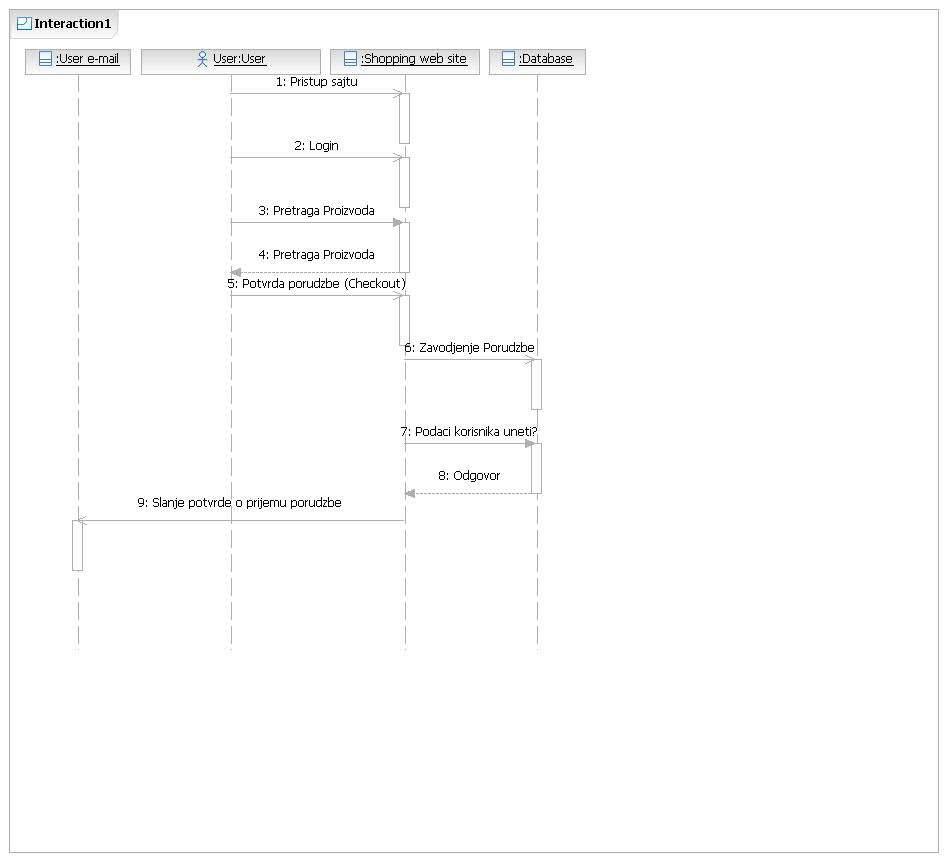 Interaction1
:User e-mail
User:User
:Shopping web site
:Database
1: Pristup sajtu
2: Login
3: Pretraga Proizvoda
4: Pretraga Proizvoda
5: Potvrda porudzbe (Checkout)
6: Zavodjenje Porudzbe
7: Podaci korisnika uneti?
8: Odgovor
9: Slanje potvrde o prijemu porudzbe